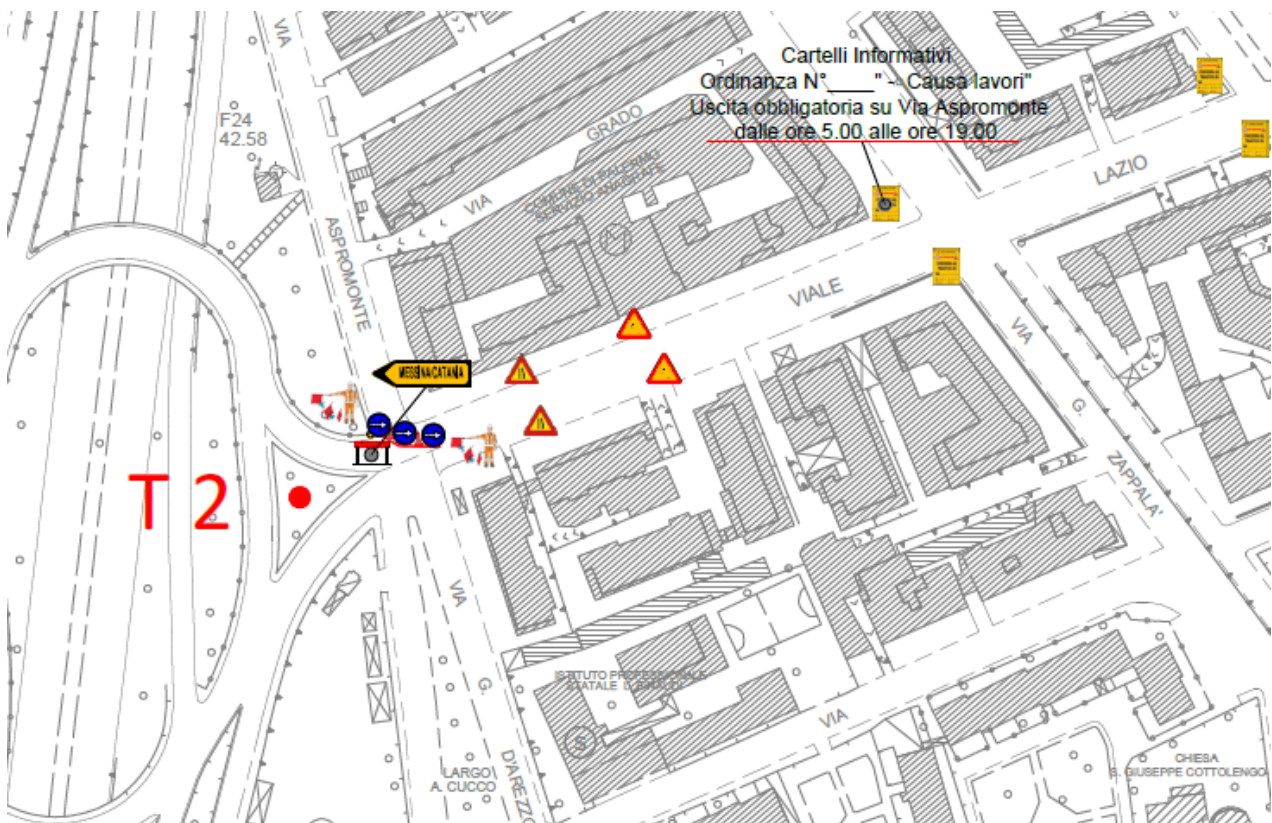 VIA
Cartelli Informativi
Ordinanza N°____" - Causa lavori"
Uscita obbligatoria su Via Aspromonte
dalle ore 5.00 alle ore 19.00
F24
42.58
VIA GRADO
COMUNE DI PALERMO
SERVIZIO ANAGRAFE
M
ASPROMONTE
VIALE LAZIO
MESSINA/CATANIA
VIA G. ZAPPALA'
T 2
VIA G. D'AREZZO
ISTITUTO PROFESSIONALE
STATALE L. EINAUDI
S
VIA
LARGO
A. CUCCO
CHIESA
S. GIUSEPPE COTTOLENGO